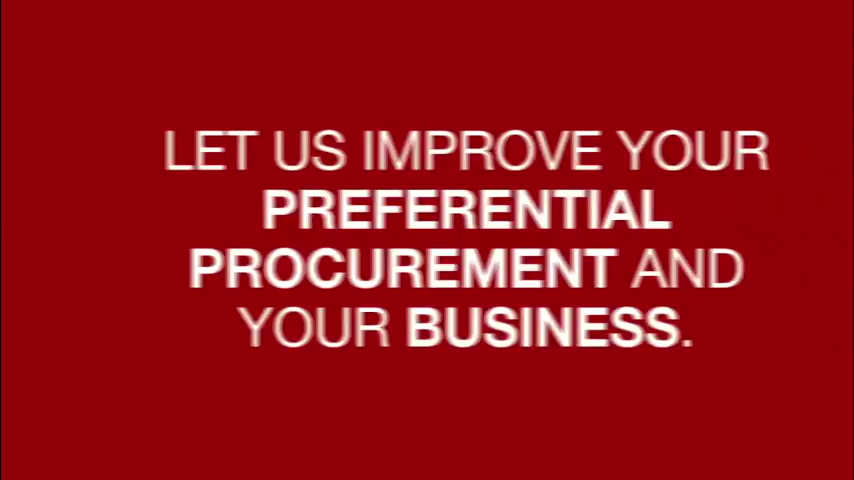 LET US IMPROVE YOUR
PREFERENTIAL
PROCUREMENT AND
YOUR BUSINESS.